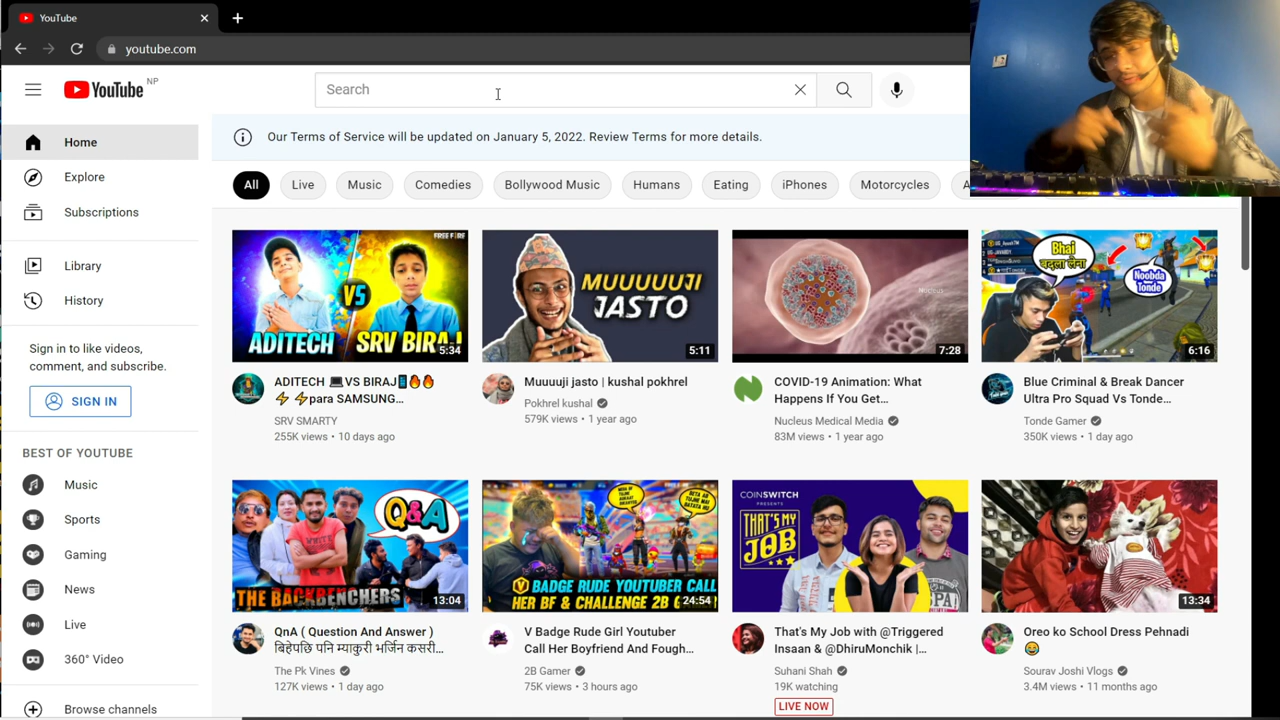 YouTube
youtube.com
YouTube NP
Search
Our Terms of Service will be updated on January 5, 2022. Review Terms for more details.
Home
Explore
Subscriptions
Library
History
Sign in to like videos,
comment, and subscribe.
SIGN IN
BEST OF YOUTUBE
Music
Sports
Gaming
News
Live
360° Video
Browse channels
All
Live
Music
Comedies
Bollywood Music
Humans
Eating
iPhones
Motorcycles
FREE FIRE
VS
ADITECH
SRV BIRAJ
5:34
ADITECH 💻VS BIRAJ📱🔥🔥
⚡ ⚡para SAMSUNG...
SRV SMARTY
255K views • 10 days ago
MUUUUUJI
JASTO
5:11
Muuuuji jasto | kushal pokhrel
Pokhrel kushal
579K views • 1 year ago
NUCLEUS
7:28
COVID-19 Animation: What
Happens If You Get...
Nucleus Medical Media
83M views • 1 year ago
Bhai
बदला लेना
Noobda
Tonde
6:16
Blue Criminal & Break Dancer
Ultra Pro Squad Vs Tonde...
Tonde Gamer
350K views • 1 day ago
Q&A
THE BACKBENCHERS
13:04
QnA ( Question And Answer )
बिहेपछि पनि म्याकुरी भर्जिन कसरी...
The Pk Vines
127K views • 1 day ago
V BADGE RUDE YOUTUBER CALL
HER BF & CHALLENGE 2B
24:54
V Badge Rude Girl Youtuber
Call Her Boyfriend And Fough...
2B Gamer
75K views • 3 hours ago
COINSWITCH
PRESENTS
THAT'S MY
JOB
That's My Job with @Triggered
Insaan & @DhiruMonchik |...
Suhani Shah
19K watching
LIVE NOW
13:34
Oreo ko School Dress Pehnadi
😂
Sourav Joshi Vlogs
3.4M views • 11 months ago